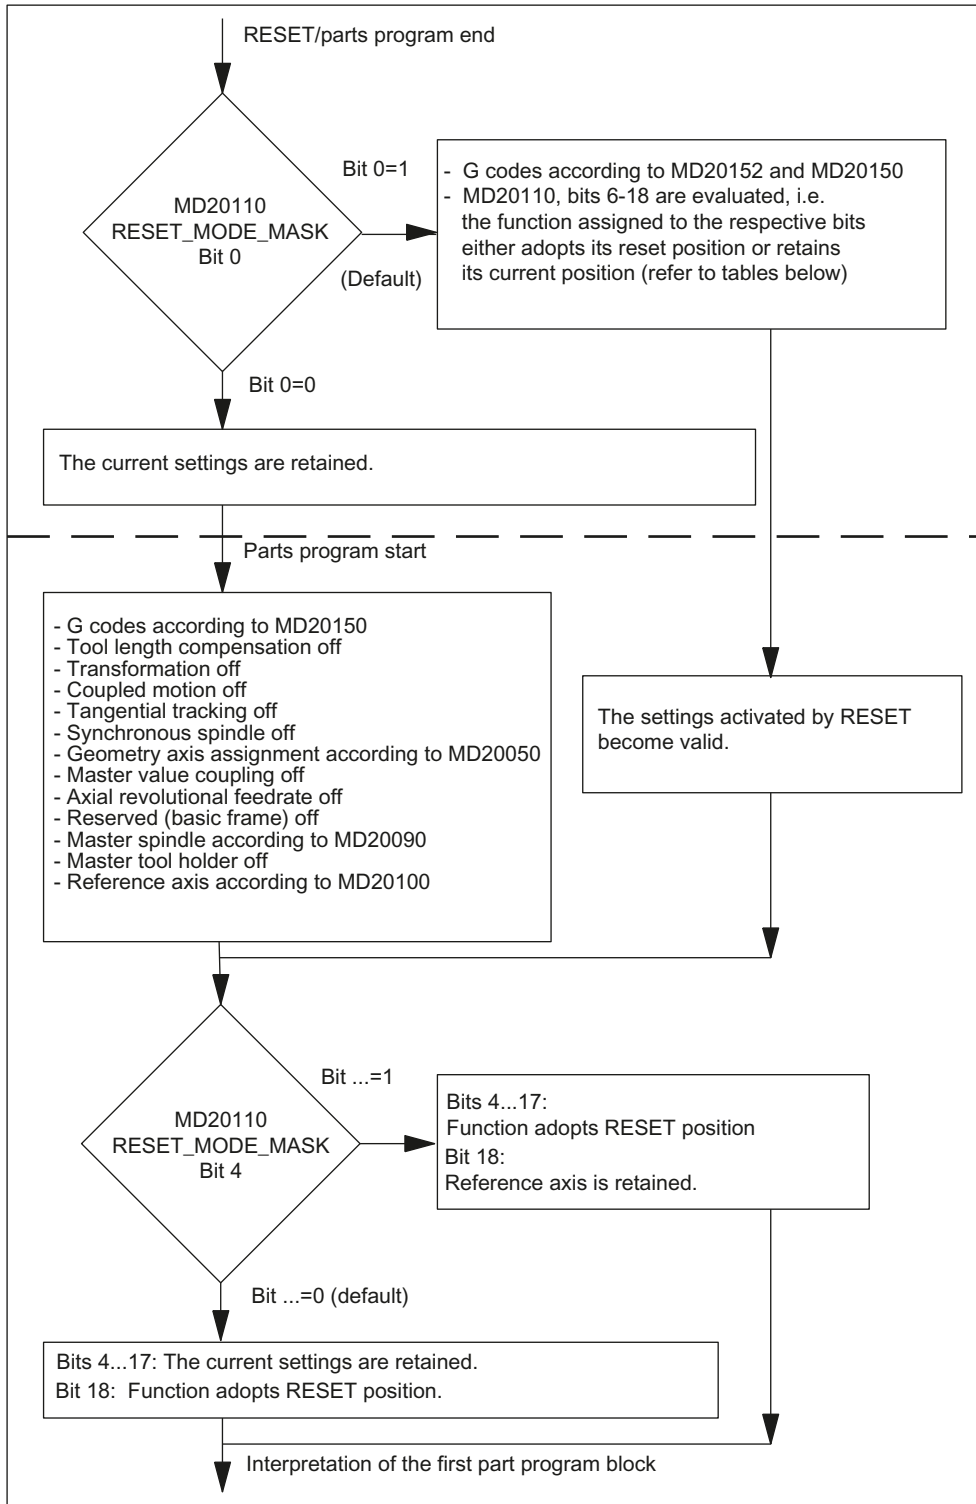 RESET/parts program end
Bit 0=1
MD20110
RESET_MODE_MASK
Bit 0
(Default)
- G codes according to MD20152 and MD20150
- MD20110, bits 6-18 are evaluated, i.e.
the function assigned to the respective bits
either adopts its reset position or retains
its current position (refer to tables below)
Bit 0=0
The current settings are retained.
Parts program start
- G codes according to MD20150
- Tool length compensation off
- Transformation off
- Coupled motion off
- Tangential tracking off
- Synchronous spindle off
- Geometry axis assignment according to MD20050
- Master value coupling off
- Axial revolutional feedrate off
- Reserved (basic frame) off
- Master spindle according to MD20090
- Master tool holder off
- Reference axis according to MD20100
The settings activated by RESET
become valid.
Bit ...=1
MD20110
RESET_MODE_MASK
Bit 4
Bits 4...17:
Function adopts RESET position
Bit 18:
Reference axis is retained.
Bit ...=0 (default)
Bits 4...17: The current settings are retained.
Bit 18: Function adopts RESET position.
Interpretation of the first part program block